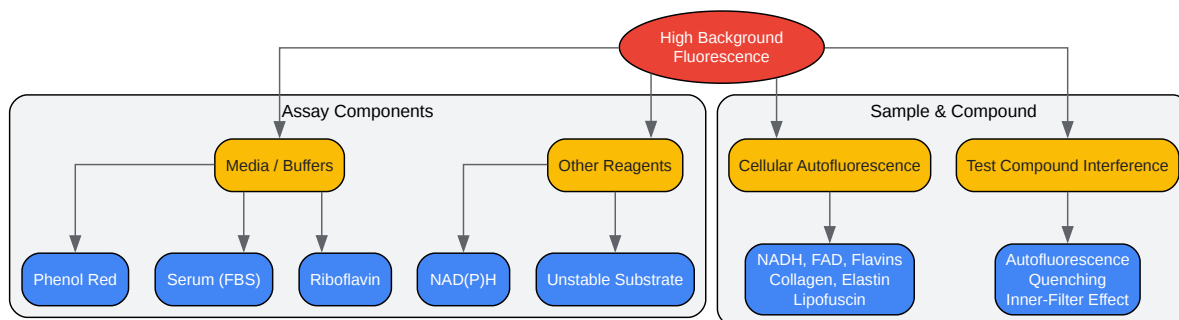 High Background
Fluorescence
Assay Components
Sample & Compound
Media / Buffers
Other Reagents
Cellular Autofluorescence
Test Compound Interference
Phenol Red
Serum (FBS)
Riboflavin
NAD(P)H
Unstable Substrate
NADH, FAD, Flavins
Collagen, Elastin
Lipofuscin
Autofluorescence
Quenching
Inner-Filter Effect